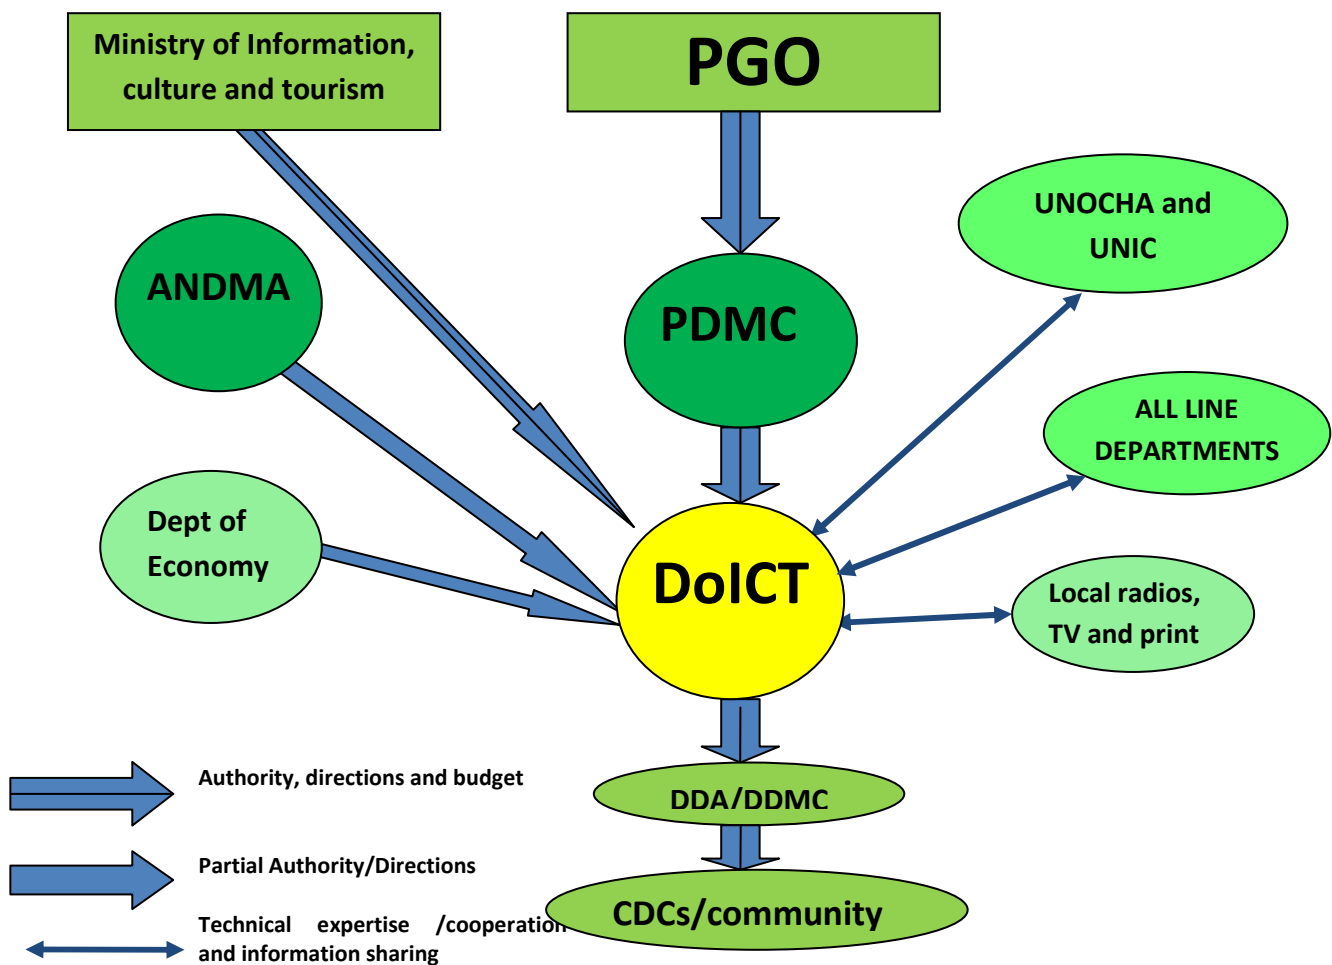 Ministry of Information,
culture and tourism
PGO
UNOCHA and
UNIC
ANDMA
PDMC
ALL LINE
DEPARTMENTS
Dept of
Economy
DoICT
Local radios,
TV and print
Authority, directions and budget
DDA/DDMC
Partial Authority/Directions
CDCs/community
Technical expertise /cooperation
and information sharing